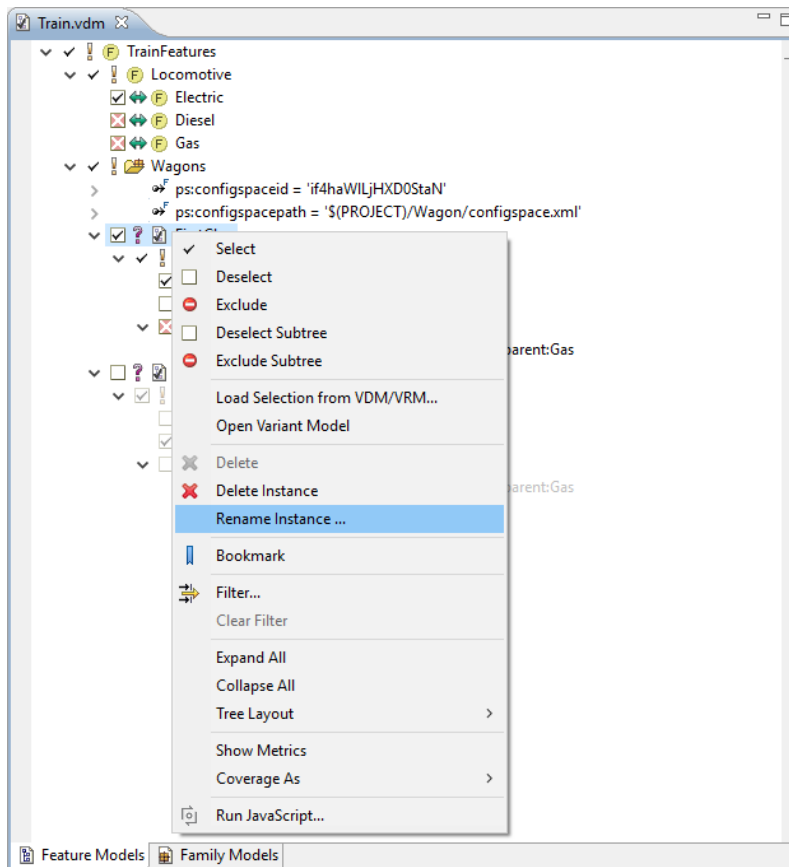 Train.vdm
TrainFeatures
Locomotive
Electric
Diesel
Gas
Wagons
ps:configspaceid = 'if4haWlLjHXD0StaN'
ps:configspacepath = '$(PROJECT)/Wagon/configspace.xml'
Select
Deselect
Exclude
Deselect Subtree
parent:Gas
Exclude Subtree
Load Selection from VDM/VRM...
Open Variant Model
Delete
parent:Gas
Delete Instance
Rename Instance ...
Bookmark
Filter...
Clear Filter
Expand All
Collapse All
Tree Layout
Show Metrics
Coverage As
Run JavaScript...
Feature Models
Family Models